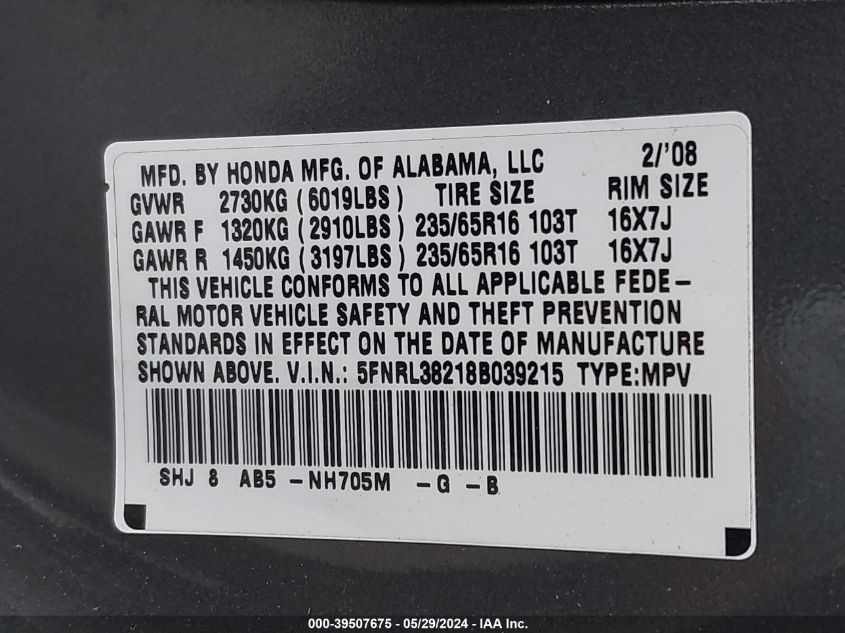 MFD. BY HONDA MFG. OF ALABAMA, LLC 2/'08
GVWR 2730KG (6019LBS) TIRE SIZE RIM SIZE
GAWR F 1320KG (2910LBS) 235/65R16 103T 16X7J
GAWR R 1450KG (3197LBS) 235/65R16 103T 16X7J
THIS VEHICLE CONFORMS TO ALL APPLICABLE FEDE-
RAL MOTOR VEHICLE SAFETY AND THEFT PREVENTION
STANDARDS IN EFFECT ON THE DATE OF MANUFACTURE
SHOWN ABOVE. V.I.N.: 5FNRL38218B039215 TYPE:MPV
SHJ 8 AB5 -NH705M -G -B
000-39507675 - 05/29/2024 - IAA Inc.